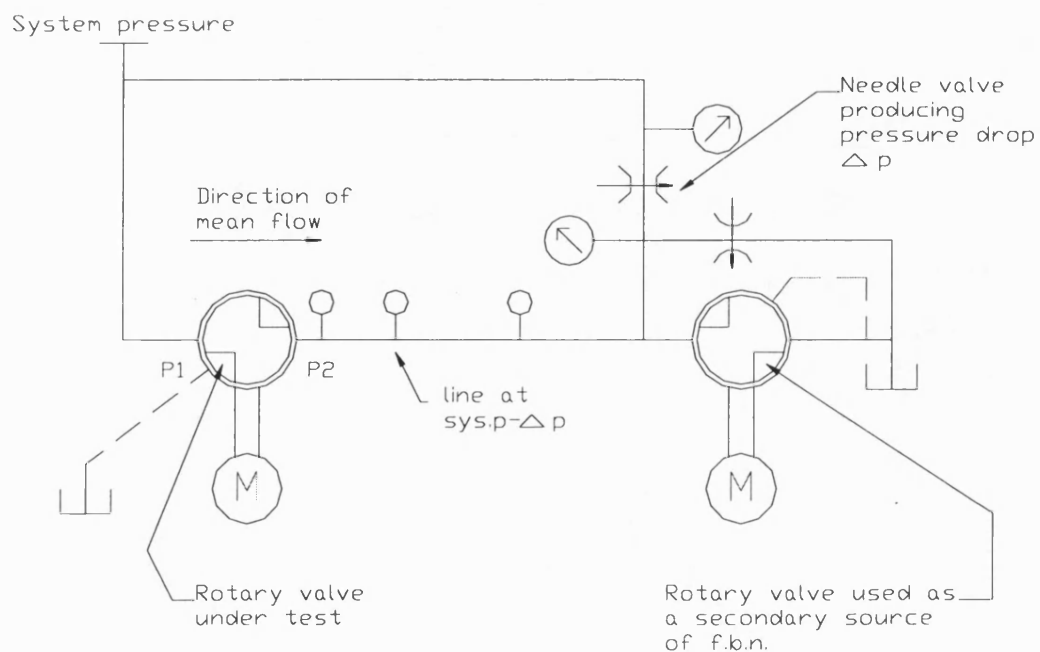 System pressure
Needle valve
producing
pressure drop
△ p
Direction of
mean flow
P1
P2
line at
sys.p-△ p
M
M
Rotary valve
under test
Rotary valve used as
a secondary source
of f.b.n.